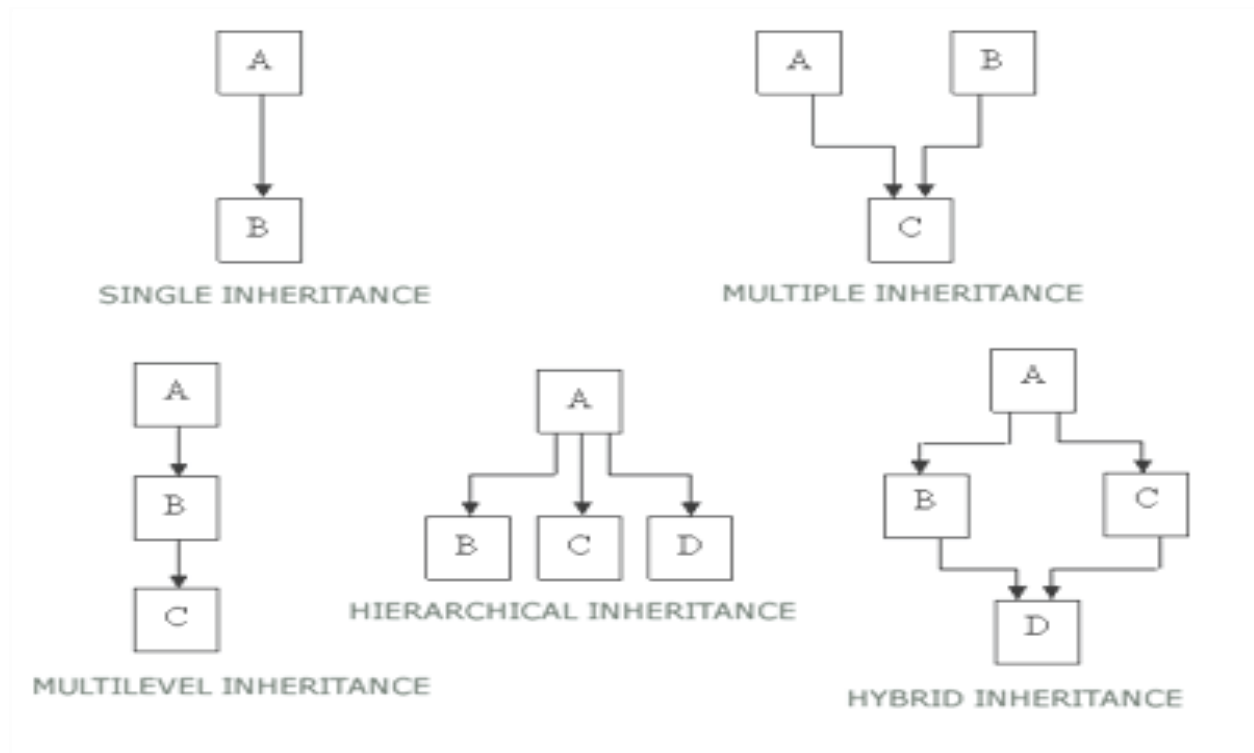 A
B
SINGLE INHERITANCE
A B
C
MULTIPLE INHERITANCE
A
B
C
MULTILEVEL INHERITANCE
A
B C D
HIERARCHICAL INHERITANCE
A
B C
D
HYBRID INHERITANCE